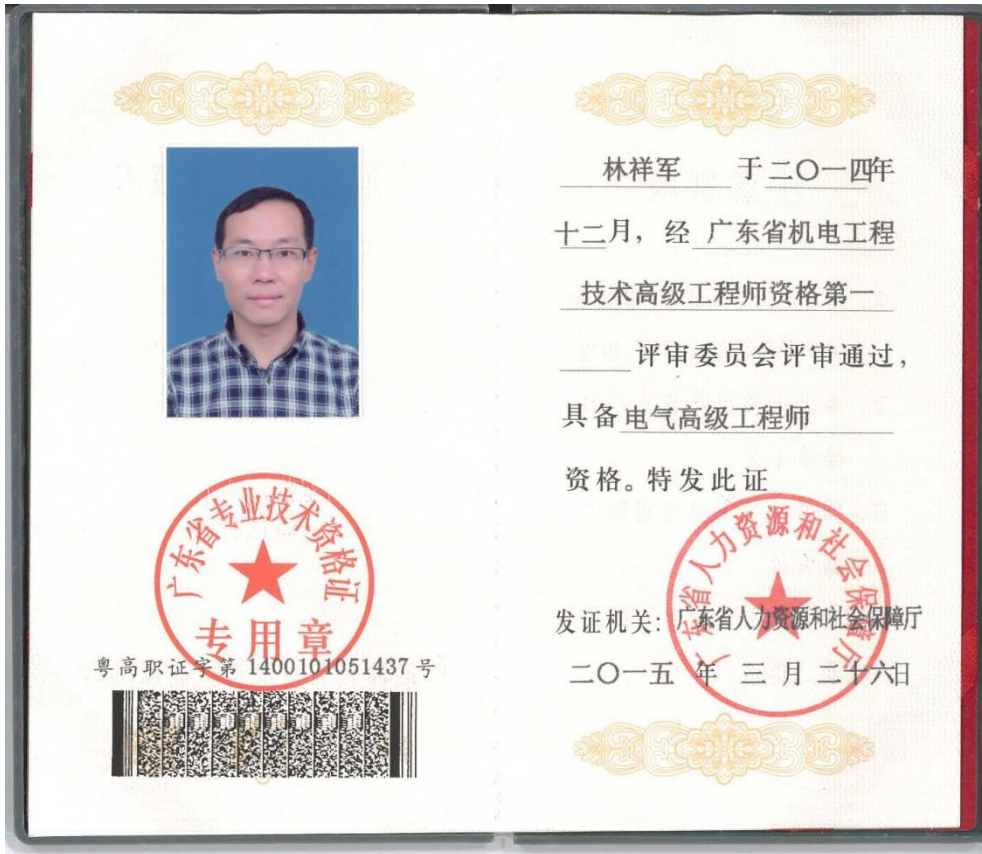 广东省专业技术资格证
专用章
粤高职证字第 1400101051437 号
林祥军 于二〇一四年
十二月，经 广东省机电工程
技术高级工程师资格第一
评审委员会评审通过，
具备 电气高级工程师
资格。特发此证
广东省人力资源和社会保障厅
发证机关：广东省人力资源和社会保障厅
二〇一五 年 三 月 二十六日